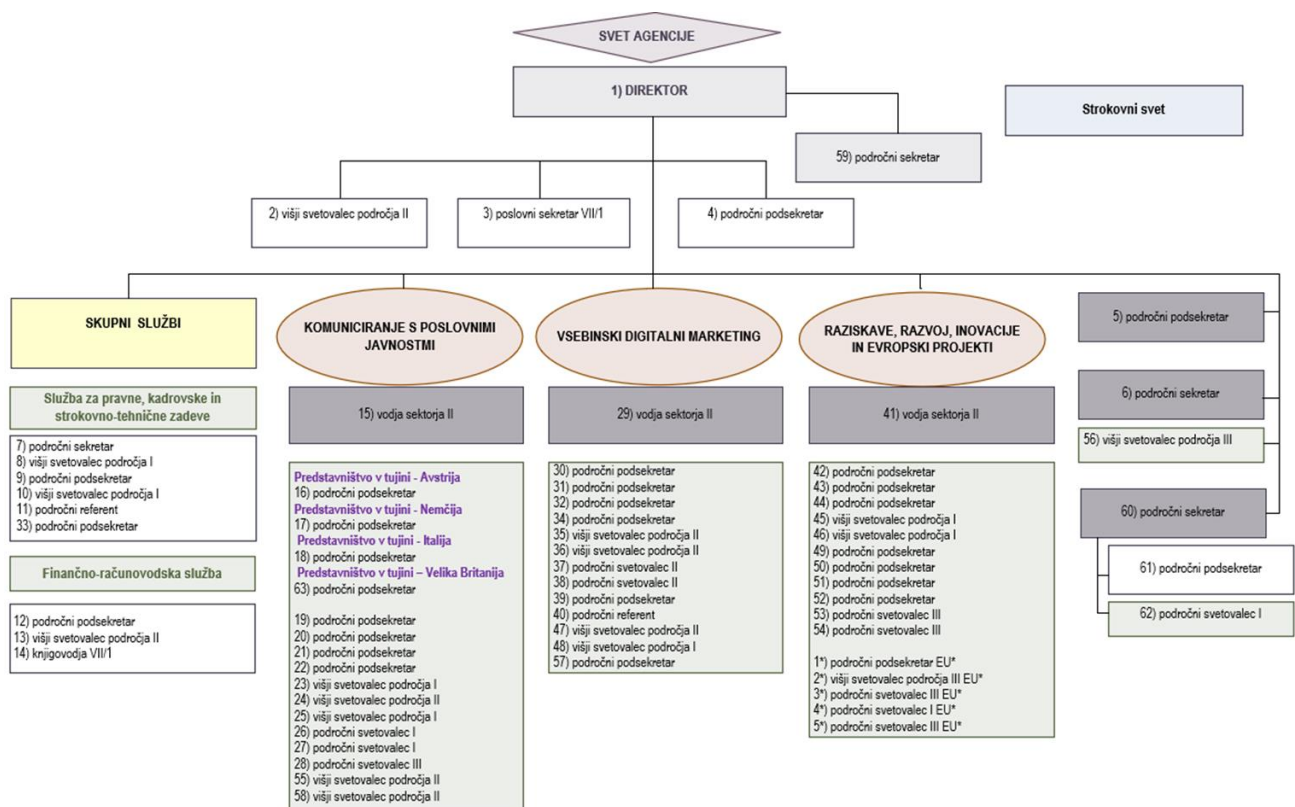 SVET AGENCIJE
1) DIREKTOR
Strokovni svet
59) področni sekretar
2) višji svetovalec področja II
3) poslovni sekretar VII/1
4) področni podsekretar
SKUPNI SLUŽBI
Služba za pravne, kadrovske in
strokovno-tehnične zadeve
7) področni sekretar
8) višji svetovalec področja I
9) področni podsekretar
10) višji svetovalec področja I
11) področni referent
33) področni podsekretar
Finančno-računovodska služba
12) področni podsekretar
13) višji svetovalec področja II
14) knjigovodja VII/1
KOMUNICIRANJE S POSLOVNIMI
JAVNOSTMI
15) vodja sektorja II
Predstavništvo v tujini - Avstrija
16) področni podsekretar
Predstavništvo v tujini - Nemčija
17) področni podsekretar
Predstavništvo v tujini - Italija
18) področni podsekretar
Predstavništvo v tujini – Velika Britanija
63) področni podsekretar
19) področni podsekretar
20) področni podsekretar
21) področni podsekretar
22) področni podsekretar
23) višji svetovalec področja I
24) višji svetovalec področja II
25) višji svetovalec področja I
26) področni svetovalec I
27) področni svetovalec I
28) področni svetovalec III
55) višji svetovalec področja II
58) višji svetovalec področja II
VSEBINSKI DIGITALNI MARKETING
29) vodja sektorja II
30) področni podsekretar
31) področni podsekretar
32) področni podsekretar
34) področni podsekretar
35) višji svetovalec področja II
36) višji svetovalec področja II
37) področni svetovalec II
38) področni svetovalec II
39) področni podsekretar
40) področni referent
47) višji svetovalec področja II
48) višji svetovalec področja I
57) področni podsekretar
RAZISKAVE, RAZVOJ, INOVACIJE
IN EVROPSKI PROJEKTI
41) vodja sektorja II
42) področni podsekretar
43) področni podsekretar
44) področni podsekretar
45) višji svetovalec področja I
46) višji svetovalec področja I
49) področni podsekretar
50) področni podsekretar
51) področni podsekretar
52) področni podsekretar
53) področni svetovalec III
54) področni svetovalec III
1*) področni podsekretar EU*
2*) višji svetovalec področja III EU*
3*) področni svetovalec III EU*
4*) področni svetovalec I EU*
5*) področni svetovalec III EU*
5) področni podsekretar
6) področni sekretar
56) višji svetovalec področja III
60) področni sekretar
61) področni podsekretar
62) področni svetovalec I